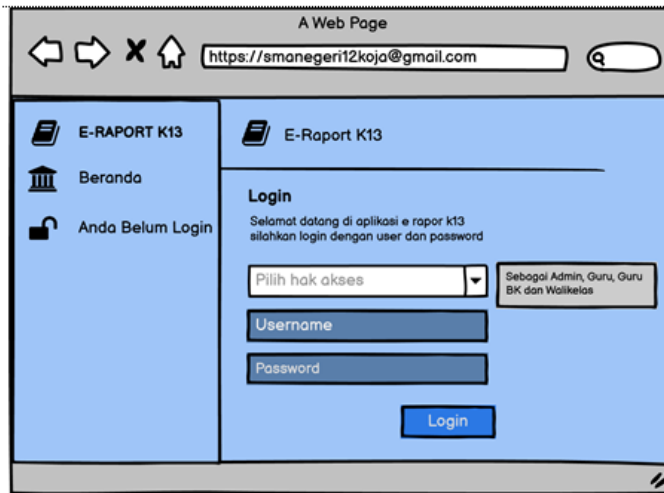 A Web Page
https://smanegeri12koja@gmail.com
E-RAPORT K13
Beranda
Anda Belum Login
E-Raport K13
Login
Selamat datang di aplikasi e rapor k13
silahkan login dengan user dan password
Pilih hak akses
Sebagai Admin, Guru, Guru
BK dan Walikelas
Username
Password
Login